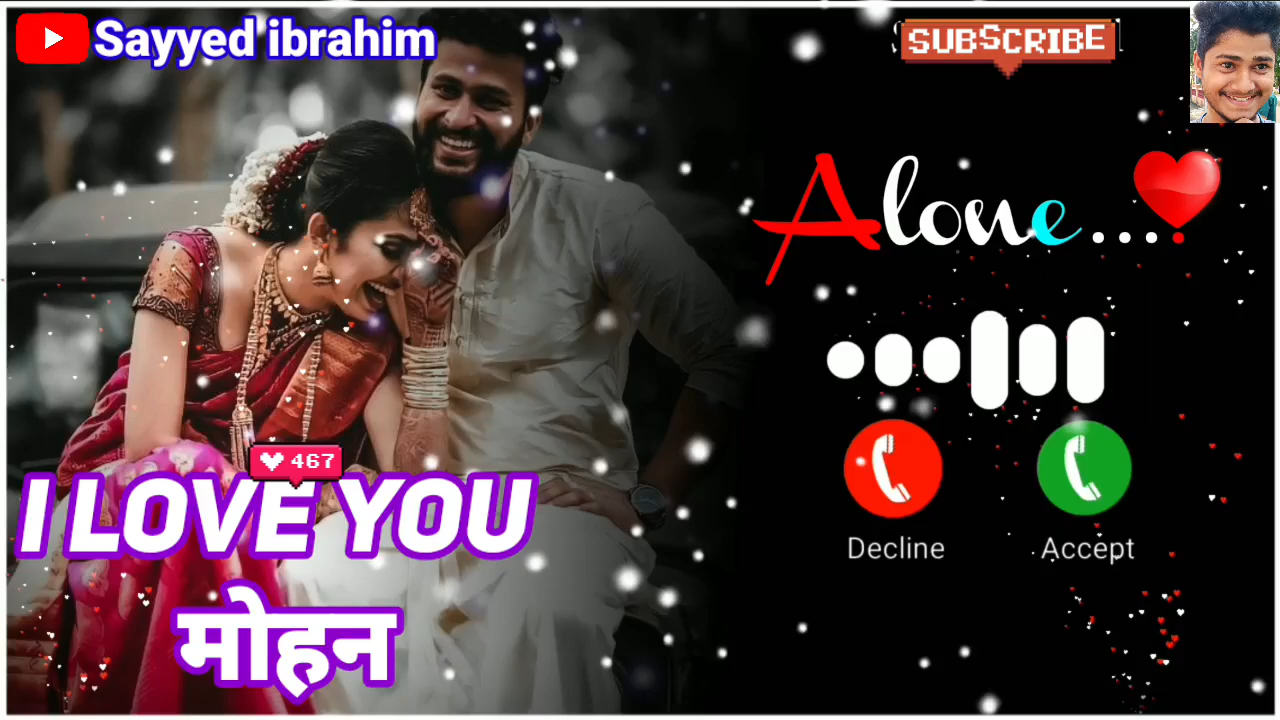 Sayyed ibrahim
SUBSCRIBE
Alone...
467
I LOVE YOU
मोहन
Decline
Accept